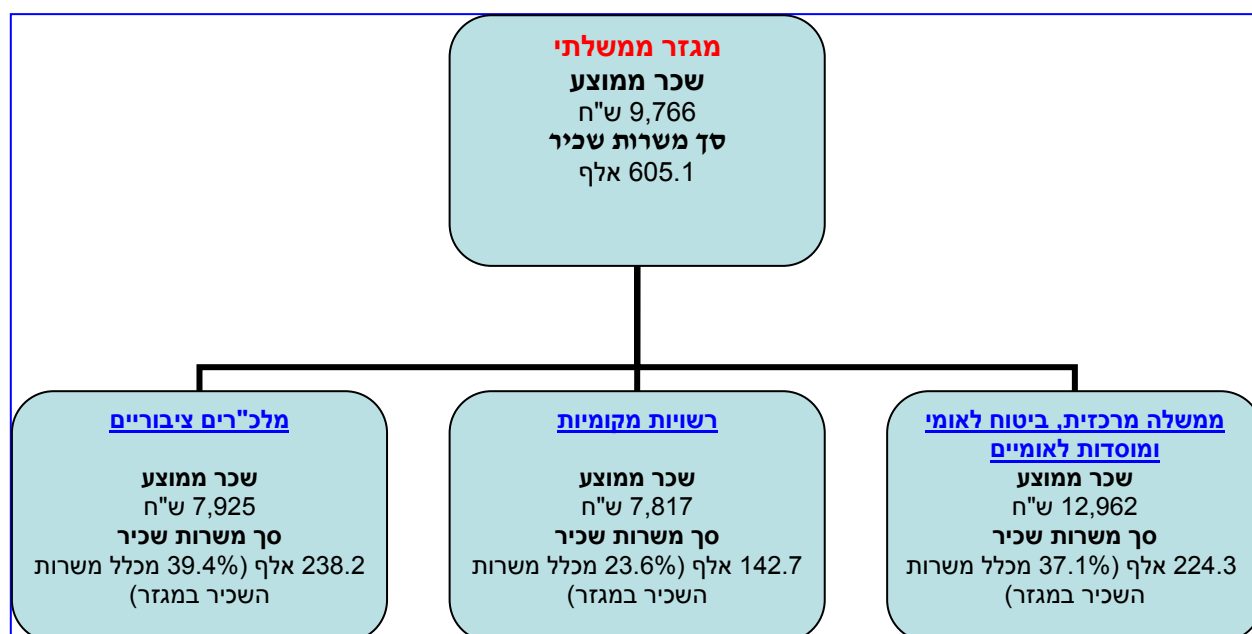 מגזר ממשלתי
שכר ממוצע
9,766 ש"ח
סך משרות שכיר
605.1 אלף
ממשלה מרכזית, ביטוח לאומי
ומוסדות לאומיים
שכר ממוצע
12,962 ש"ח
סך משרות שכיר
224.3 אלף (37.1% מכלל משרות
השכיר במגזר)
רשויות מקומיות
שכר ממוצע
7,817 ש"ח
סך משרות שכיר
142.7 אלף (23.6% מכלל משרות
השכיר במגזר)
מלכ"רים ציבוריים
שכר ממוצע
7,925 ש"ח
סך משרות שכיר
238.2 אלף (39.4% מכלל משרות
השכיר במגזר)